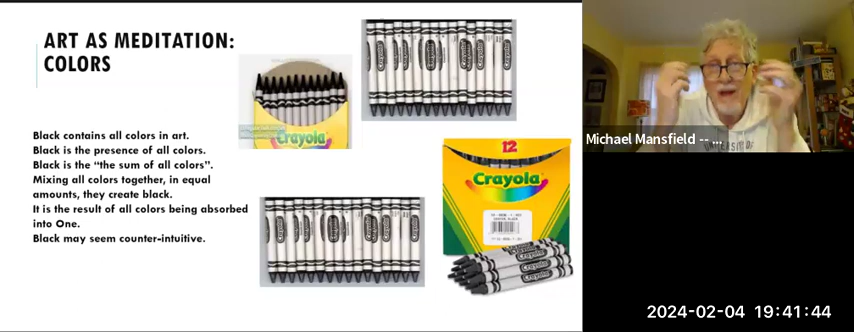 ART AS MEDITATION:
COLORS
Black contains all colors in art.
Black is the presence of all colors.
Black is the “the sum of all colors”.
Mixing all colors together, in equal
amounts, they create black.
It is the result of all colors being absorbed
into One.
Black may seem counter-intuitive.
Crayola
12
Crayola
Michael Mansfield -- ...
2024-02-04 19:41:44